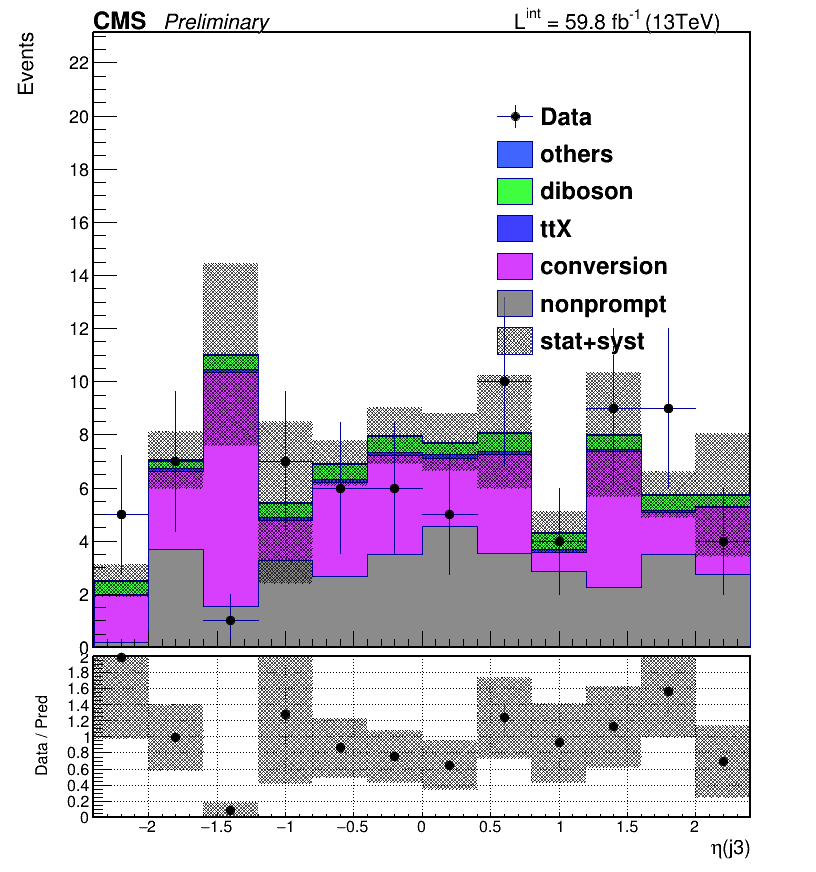 CMS Preliminary L^int = 59.8 fb^-1 (13TeV)
Events
22
20
18
16
14
12
10
8
6
4
2
0
Data
others
diboson
ttX
conversion
nonprompt
stat+syst
Data / Pred
2
1.8
1.6
1.4
1.2
1
0.8
0.6
0.4
0.2
0
−2 −1.5 −1 −0.5 0 0.5 1 1.5 2
η(j3)